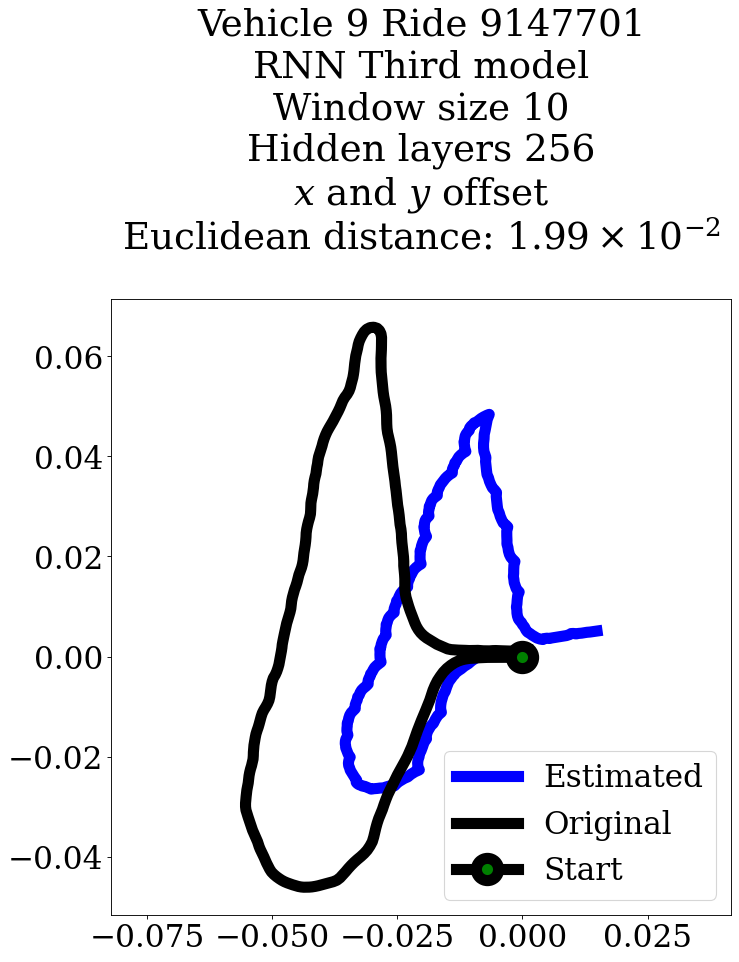 Vehicle 9 Ride 9147701
RNN Third model
Window size 10
Hidden layers 256
x and y offset
Euclidean distance: 1.99 × 10⁻²
0.06
0.04
0.02
0.00
−0.02
−0.04
Estimated
Original
Start
−0.075 −0.050 −0.025 0.000 0.025